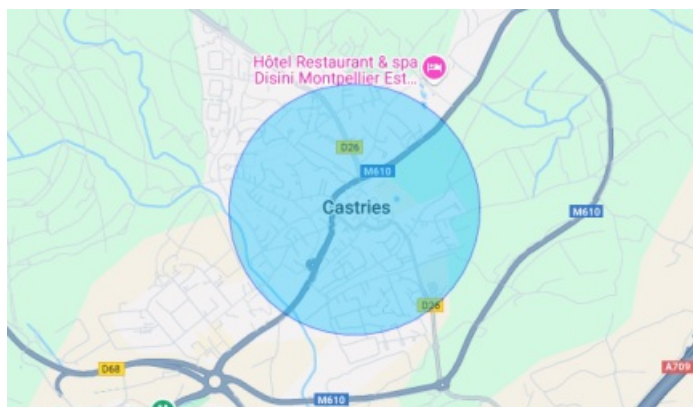 Hôtel Restaurant & spa
Disini Montpellier Est...
D26
M610
Castries
M610
D26
D68
A709
M610